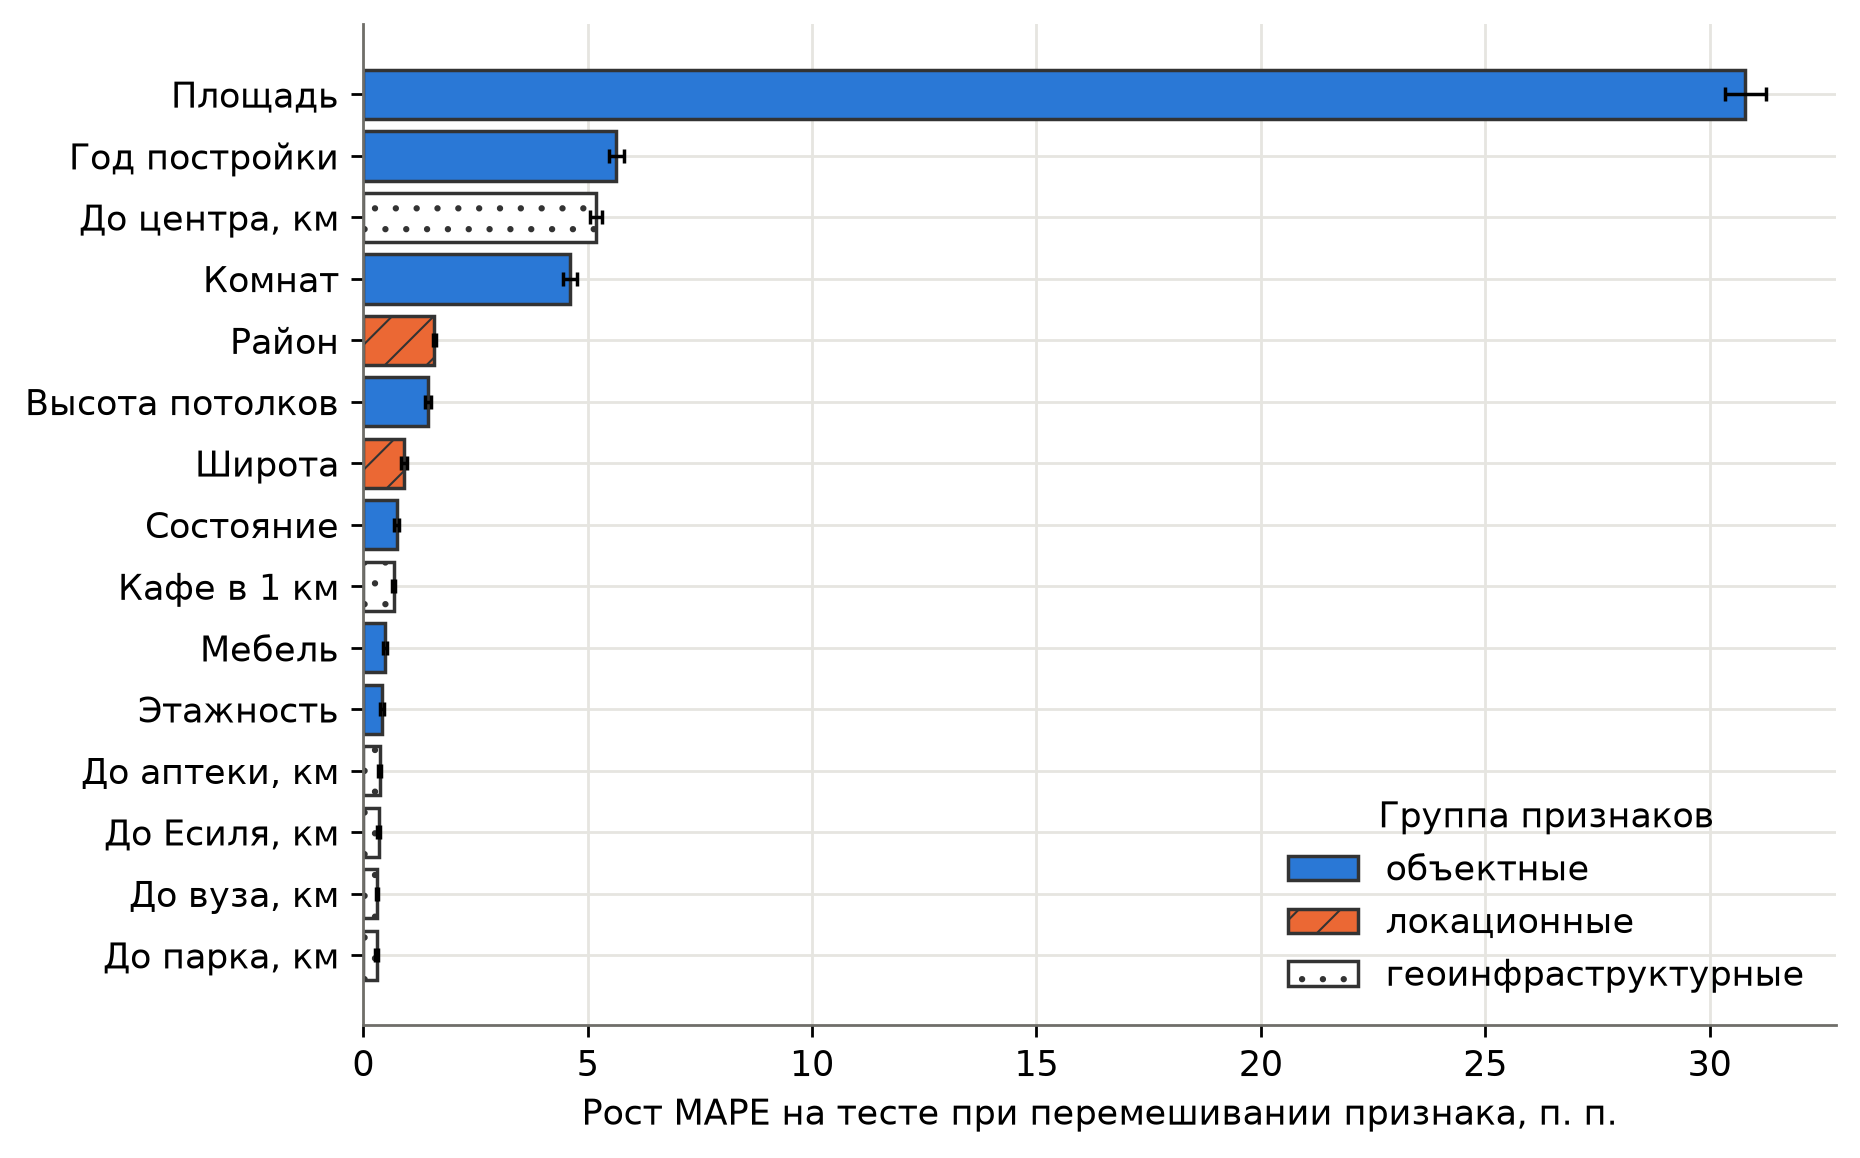 Площадь
Год постройки
До центра, км
Комнат
Район
Высота потолков
Широта
Состояние
Кафе в 1 км
Мебель
Этажность
До аптеки, км
До Есиля, км
До вуза, км
До парка, км
Группа признаков
объектные
локационные
геоинфраструктурные
0 5 10 15 20 25 30
Рост MAPE на тесте при перемешивании признака, п. п.